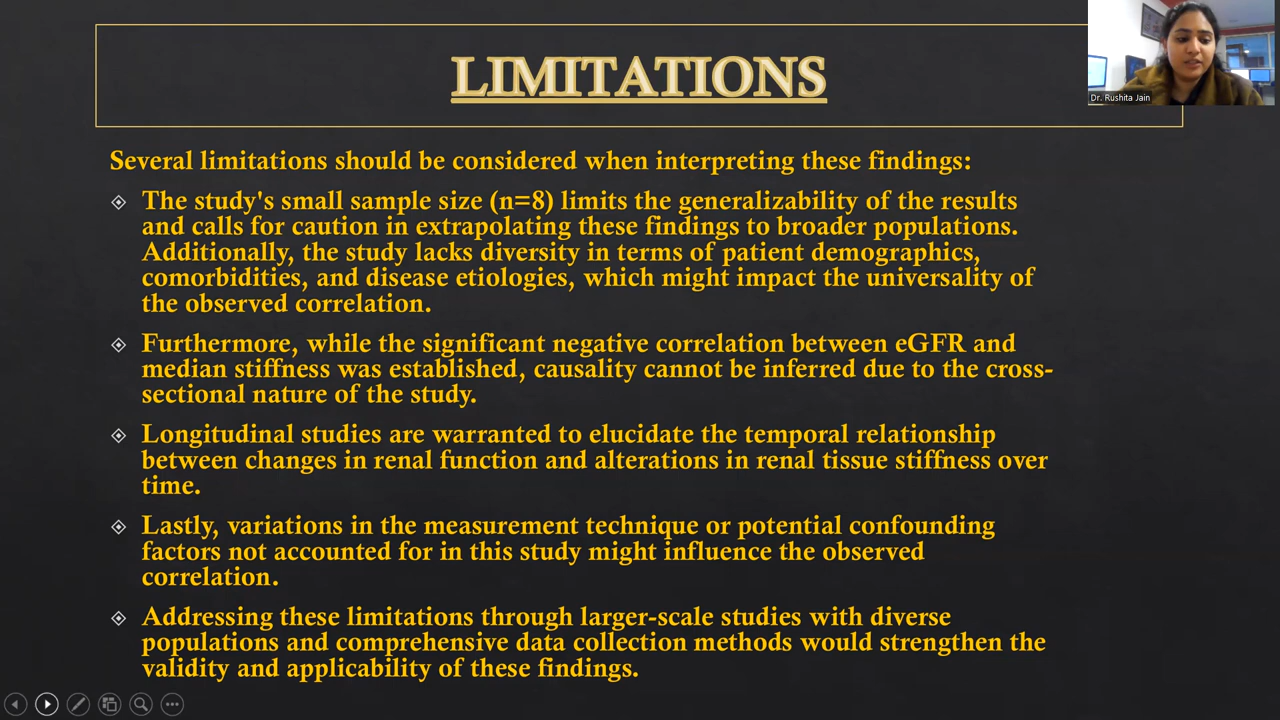 LIMITATIONS
Dr. Rushita Jain
Several limitations should be considered when interpreting these findings:
The study's small sample size (n=8) limits the generalizability of the results
and calls for caution in extrapolating these findings to broader populations.
Additionally, the study lacks diversity in terms of patient demographics,
comorbidities, and disease etiologies, which might impact the universality of
the observed correlation.
Furthermore, while the significant negative correlation between eGFR and
median stiffness was established, causality cannot be inferred due to the cross-
sectional nature of the study.
Longitudinal studies are warranted to elucidate the temporal relationship
between changes in renal function and alterations in renal tissue stiffness over
time.
Lastly, variations in the measurement technique or potential confounding
factors not accounted for in this study might influence the observed
correlation.
Addressing these limitations through larger-scale studies with diverse
populations and comprehensive data collection methods would strengthen the
validity and applicability of these findings.